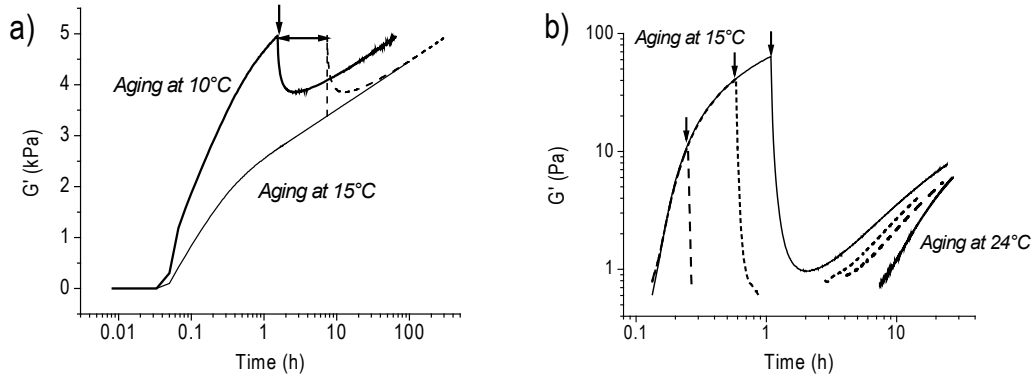 a)
5
4
3
2
1
0
G' (kPa)
Aging at 10°C
Aging at 15°C
0.01
0.1
1
10
100
Time (h)
b)
100
10
1
G' (Pa)
Aging at 15°C
Aging at 24°C
0.1
1
10
Time (h)